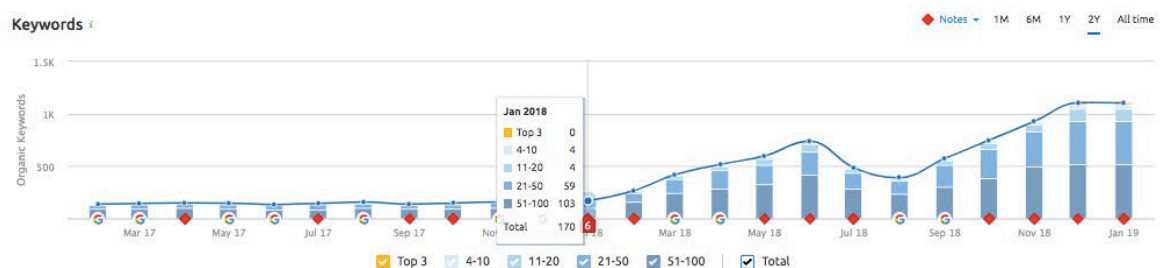 Keywords i
Notes 1M 6M 1Y 2Y All time
1.5K
1K
500
Organic Keywords
Jan 2018
Top 3 0
4-10 4
11-20 4
21-50 59
51-100 103
Total 170
6
Mar 17 May 17 Jul 17 Sep 17 18 Mar 18 May 18 Jul 18 Sep 18 Nov 18 Jan 19
Top 3 4-10 11-20 21-50 51-100 Total